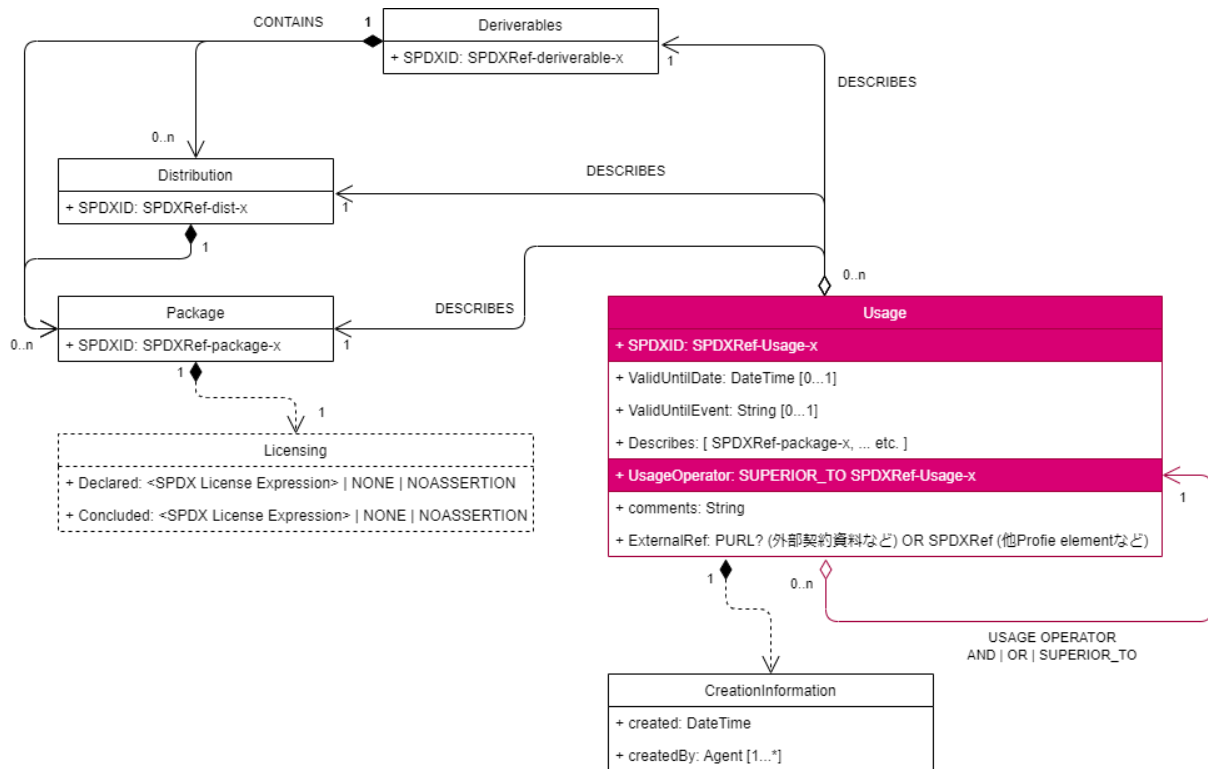 CONTAINS
1
Deriverables
+ SPDXID: SPDXRef-deriverable-x
1
DESCRIBES
0..n
Distribution
+ SPDXID: SPDXRef-dist-x
1
DESCRIBES
1
0..n
Package
+ SPDXID: SPDXRef-package-x
0..n
1
DESCRIBES
1
1
Licensing
+ Declared: <SPDX License Expression> | NONE | NOASSERTION
+ Concluded: <SPDX License Expression> | NONE | NOASSERTION
Usage
+ SPDXID: SPDXRef-Usage-x
+ ValidUntilDate: DateTime [0...1]
+ ValidUntilEvent: String [0...1]
+ Describes: [ SPDXRef-package-x, ... etc. ]
+ UsageOperator: SUPERIOR_TO SPDXRef-Usage-x
1
+ comments: String
+ ExternalRef: PURL? (外部契約資料など) OR SPDXRef (他Profie elementなど)
1
0..n
USAGE OPERATOR
AND | OR | SUPERIOR_TO
CreationInformation
+ created: DateTime
+ createdBy: Agent [1...*]